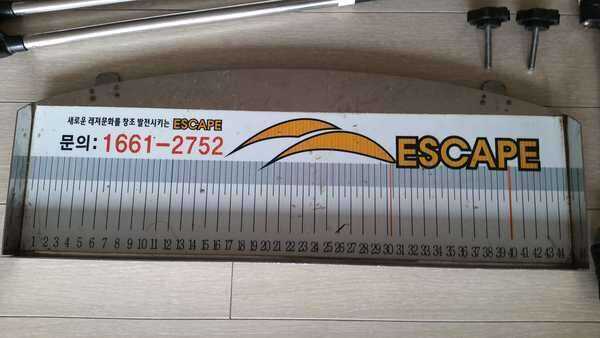 새로운 레져문화를 창조 발전시키는 ESCAPE
문의: 1661-2752
ESCAPE
1 2 3 4 5 6 7 8 9 10 11 12 13 14 15 16 17 18 19 20 21 22 23 24 25 26 27 28 29 30 31 32 33 34 35 36 37 38 39 40 41 42 43 44